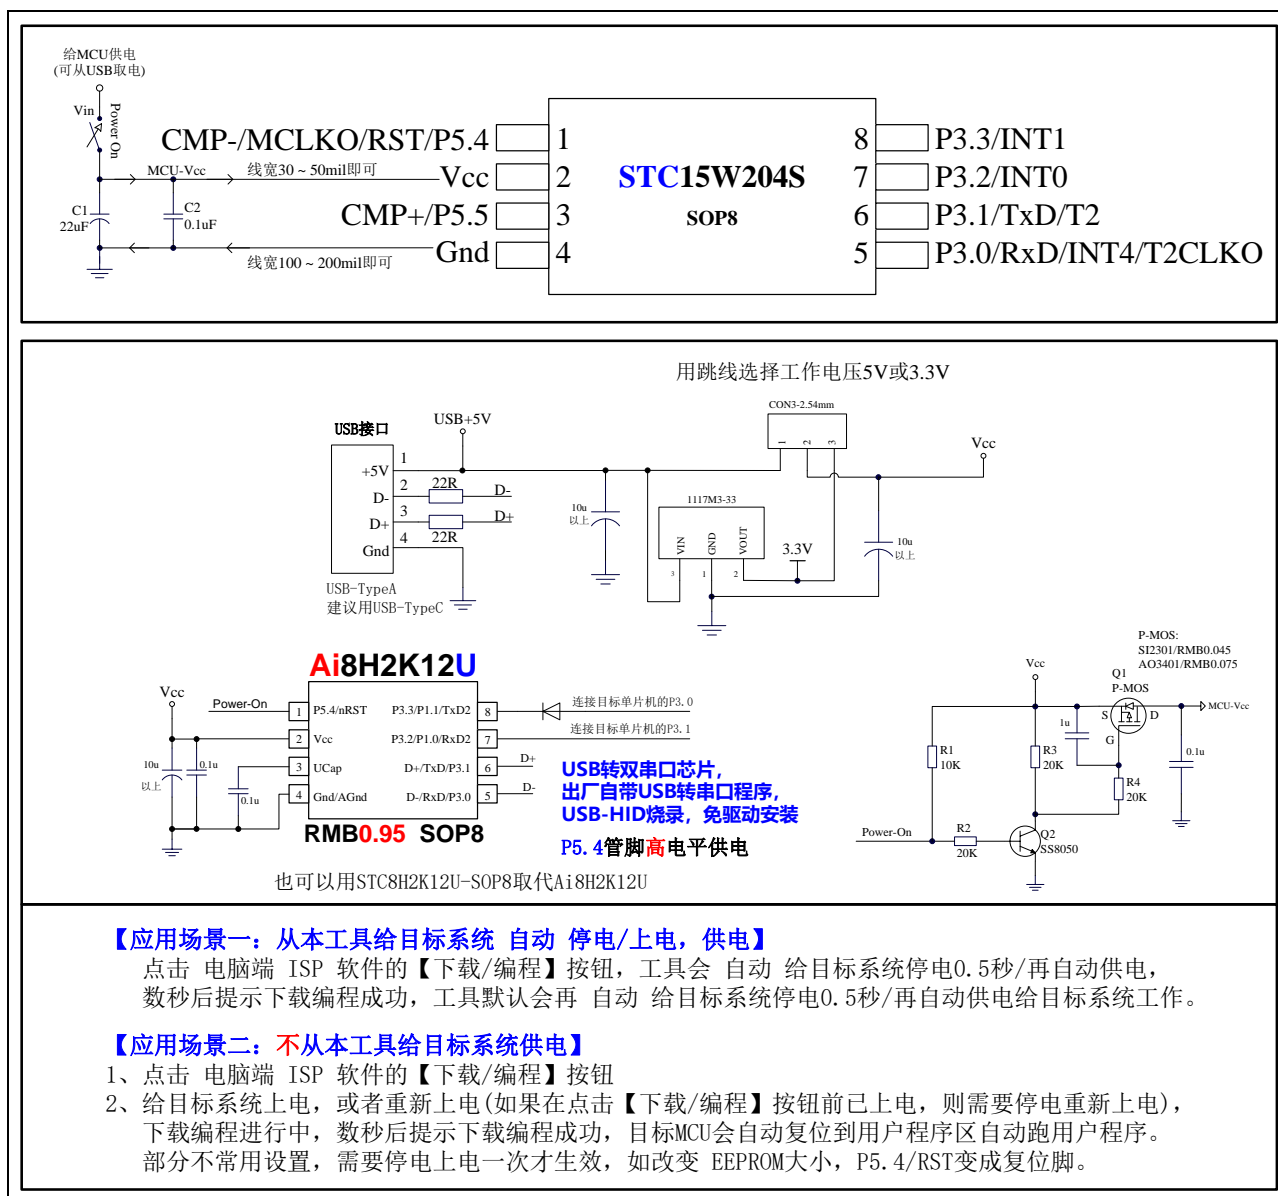 给MCU供电
(可从USB取电)
Vin
Power On
MCU-Vcc
线宽30～50mil即可
C1
22uF
C2
0.1uF
线宽100～200mil即可
CMP-/MCLKO/RST/P5.4
Vcc
CMP+/P5.5
Gnd
1
2
3
4
STC15W204S
SOP8
8
7
6
5
P3.3/INT1
P3.2/INT0
P3.1/TxD/T2
P3.0/RxD/INT4/T2CLKO
用跳线选择工作电压5V或3.3V
CON3-2.54mm
1
2
3
USB接口
USB+5V
Vcc
+5V
1
D-
2
22R
D-
D+
3
D+
Gnd
4
22R
USB-TypeA
建议用USB-TypeC
10u
以上
1117M3-33
VIN
GND
VOUT
3
1
2
3.3V
10u
以上
Ai8H2K12U
Vcc
Power-On
1
P5.4/nRST
P3.3/P1.1/TxD2
8
连接目标单片机的P3.0
2
Vcc
P3.2/P1.0/RxD2
7
连接目标单片机的P3.1
3
UCap
D+/TxD/P3.1
6
D+
4
Gnd/AGnd
D-/RxD/P3.0
5
D-
10u
以上
0.1u
0.1u
RMB0.95 SOP8
USB转双串口芯片，
出厂自带USB转串口程序，
USB-HID烧录，免驱动安装
P5.4管脚高电平供电
也可以用STC8H2K12U-SOP8取代Ai8H2K12U
P-MOS:
SI2301/RMB0.045
AO3401/RMB0.075
Vcc
Q1
P-MOS
S
D
G
MCU-Vcc
1u
0.1u
R1
10K
R3
20K
R4
20K
Power-On
R2
20K
Q2
SS8050
【应用场景一：从本工具给目标系统 自动 停电/上电，供电】
点击 电脑端 ISP 软件的【下载/编程】按钮，工具会 自动 给目标系统停电0.5秒/再自动供电，
数秒后提示下载编程成功，工具默认会再 自动 给目标系统停电0.5秒/再自动供电给目标系统工作。
【应用场景二：不从本工具给目标系统供电】
1、点击 电脑端 ISP 软件的【下载/编程】按钮
2、给目标系统上电，或者重新上电(如果在点击【下载/编程】按钮前已上电，则需要停电重新上电)，
下载编程进行中，数秒后提示下载编程成功，目标MCU会自动复位到用户程序区自动跑用户程序。
部分不常用设置，需要停电上电一次才生效，如改变 EEPROM大小，P5.4/RST变成复位脚。